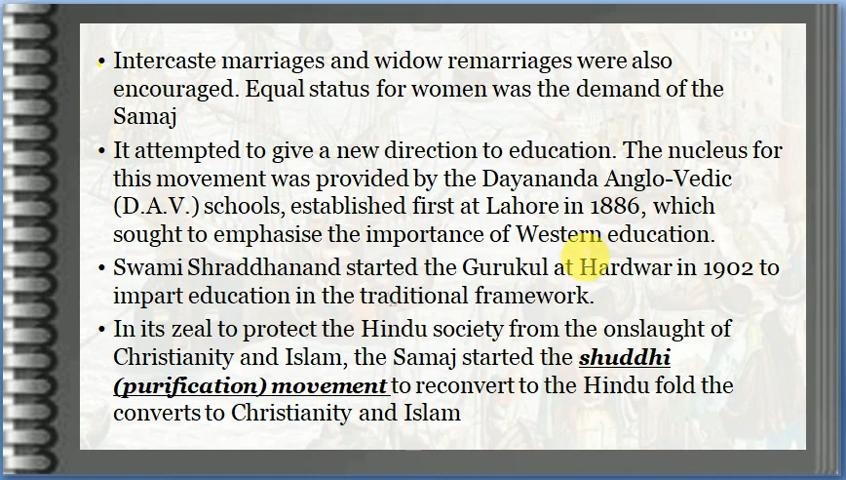 • Intercaste marriages and widow remarriages were also
encouraged. Equal status for women was the demand of the
Samaj
• It attempted to give a new direction to education. The nucleus for
this movement was provided by the Dayananda Anglo-Vedic
(D.A.V.) schools, established first at Lahore in 1886, which
sought to emphasise the importance of Western education.
• Swami Shraddhanand started the Gurukul at Hardwar in 1902 to
impart education in the traditional framework.
• In its zeal to protect the Hindu society from the onslaught of
Christianity and Islam, the Samaj started the shuddhi
(purification) movement to reconvert to the Hindu fold the
converts to Christianity and Islam